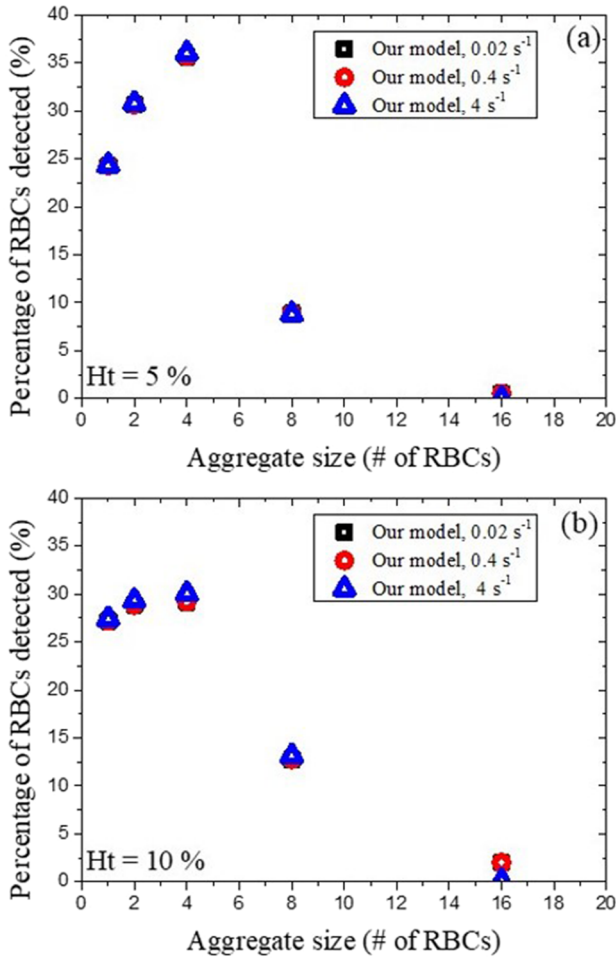 (a)
Our model, 0.02 s⁻¹
Our model, 0.4 s⁻¹
Our model, 4 s⁻¹
Percentage of RBCs detected (%)
40
35
30
25
20
15
10
5
0
Ht = 5 %
0 2 4 6 8 10 12 14 16 18 20
Aggregate size (# of RBCs)
(b)
Our model, 0.02 s⁻¹
Our model, 0.4 s⁻¹
Our model, 4 s⁻¹
Percentage of RBCs detected (%)
40
35
30
25
20
15
10
5
0
Ht = 10 %
0 2 4 6 8 10 12 14 16 18 20
Aggregate size (# of RBCs)